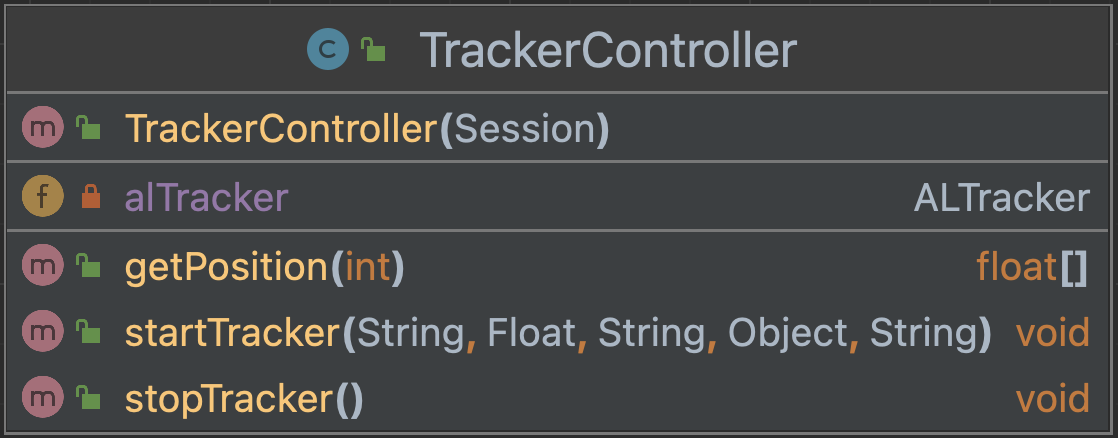 C TrackerController
m TrackerController(Session)
f alTracker ALTracker
m getPosition(int) float[]
m startTracker(String, Float, String, Object, String) void
m stopTracker() void